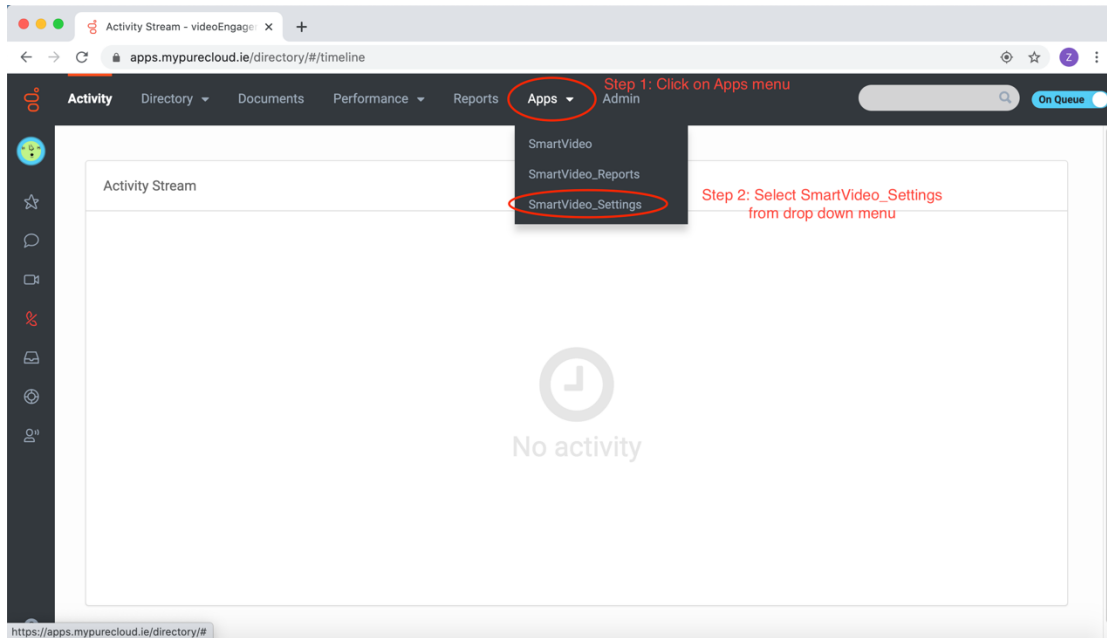 Activity Stream - videoEngage
apps.mypurecloud.ie/directory/#/timeline
Z
Step 1: Click on Apps menu
Activity Directory Documents Performance Reports Apps Admin
On Queue
SmartVideo
SmartVideo_Reports
SmartVideo_Settings
Activity Stream
Step 2: Select SmartVideo_Settings
from drop down menu
No activity
https://apps.mypurecloud.ie/directory/#